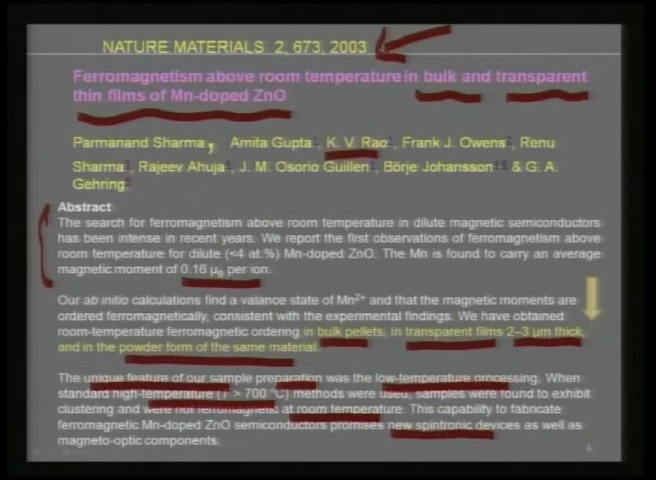 NATURE MATERIALS 2, 673, 2003
Ferromagnetism above room temperature in bulk and transparent
thin films of Mn-doped ZnO
Parmanand Sharma, Amita Gupta, K. V. Rao, Frank J. Owens, Renu
Sharma, Rajeev Ahuja, J. M. Osorio Guillen, Börje Johansson & G. A.
Gehring
Abstract
The search for ferromagnetism above room temperature in dilute magnetic semiconductors
has been intense in recent years. We report the first observations of ferromagnetism above
room temperature for dilute (<4 at.%) Mn-doped ZnO. The Mn is found to carry an average
magnetic moment of 0.16 μB per ion.
Our ab initio calculations find a valance state of Mn2+ and that the magnetic moments are
ordered ferromagnetically, consistent with the experimental findings. We have obtained
room-temperature ferromagnetic ordering in bulk pellets, In transparent films 2–3 μm thick,
and in the powder form of the same material.
The unique feature of our sample preparation was the low-temperature processing. When
standard high-temperature (T > 700 °C) methods were used, samples were found to exhibit
clustering and were not ferromagnetic at room temperature. This capability to fabricate
ferromagnetic Mn-doped ZnO semiconductors promises new spintronic devices as well as
magneto-optic components.
4